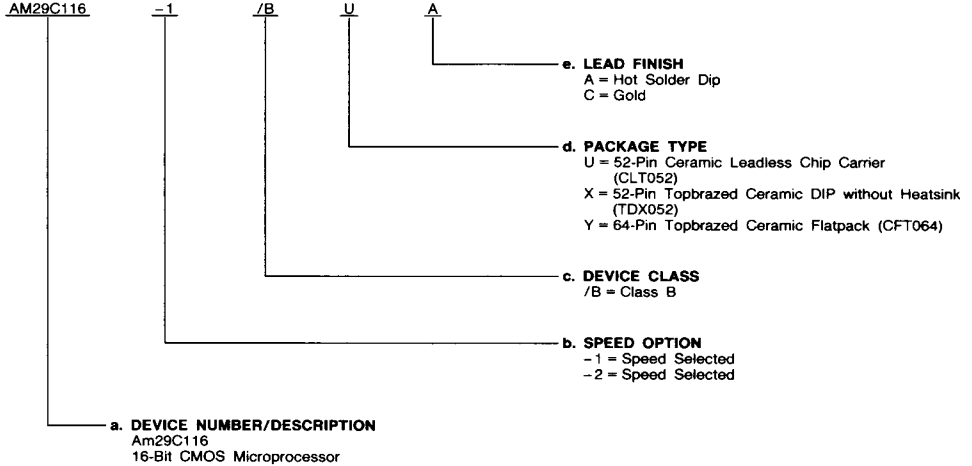 AM29C116 -1 /B U A
e. LEAD FINISH
A = Hot Solder Dip
C = Gold
d. PACKAGE TYPE
U = 52-Pin Ceramic Leadless Chip Carrier
(CLT052)
X = 52-Pin Topbrazed Ceramic DIP without Heatsink
(TDX052)
Y = 64-Pin Topbrazed Ceramic Flatpack (CFT064)
c. DEVICE CLASS
/B = Class B
b. SPEED OPTION
-1 = Speed Selected
-2 = Speed Selected
a. DEVICE NUMBER/DESCRIPTION
Am29C116
16-Bit CMOS Microprocessor